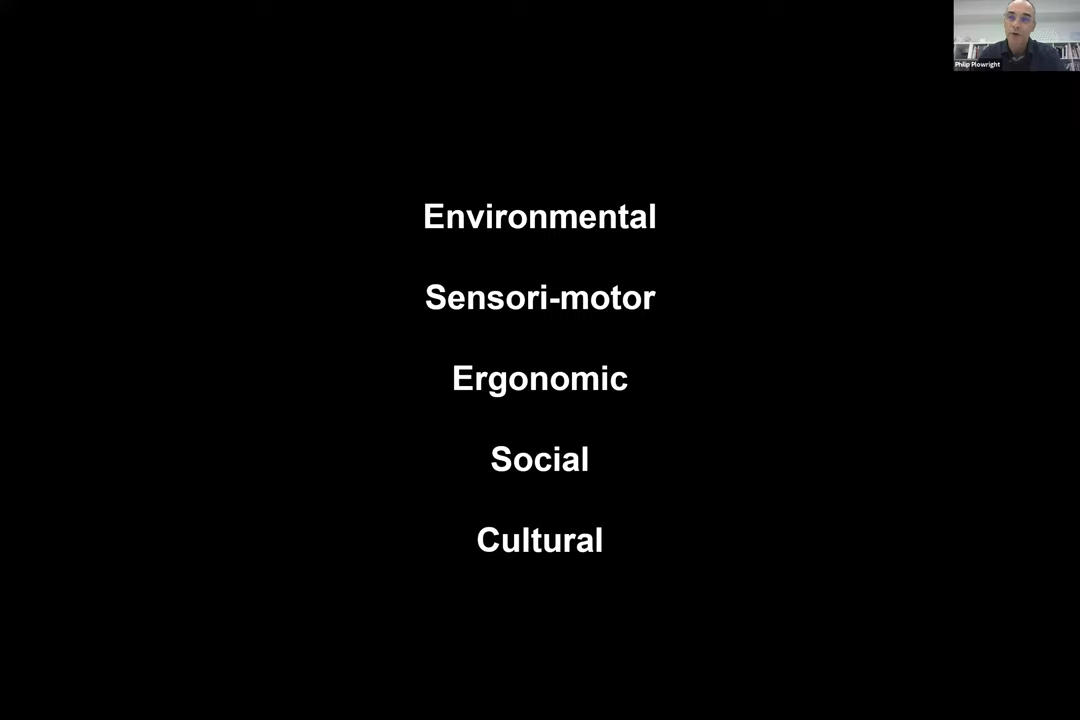 Philip Plowright
Environmental
Sensori-motor
Ergonomic
Social
Cultural